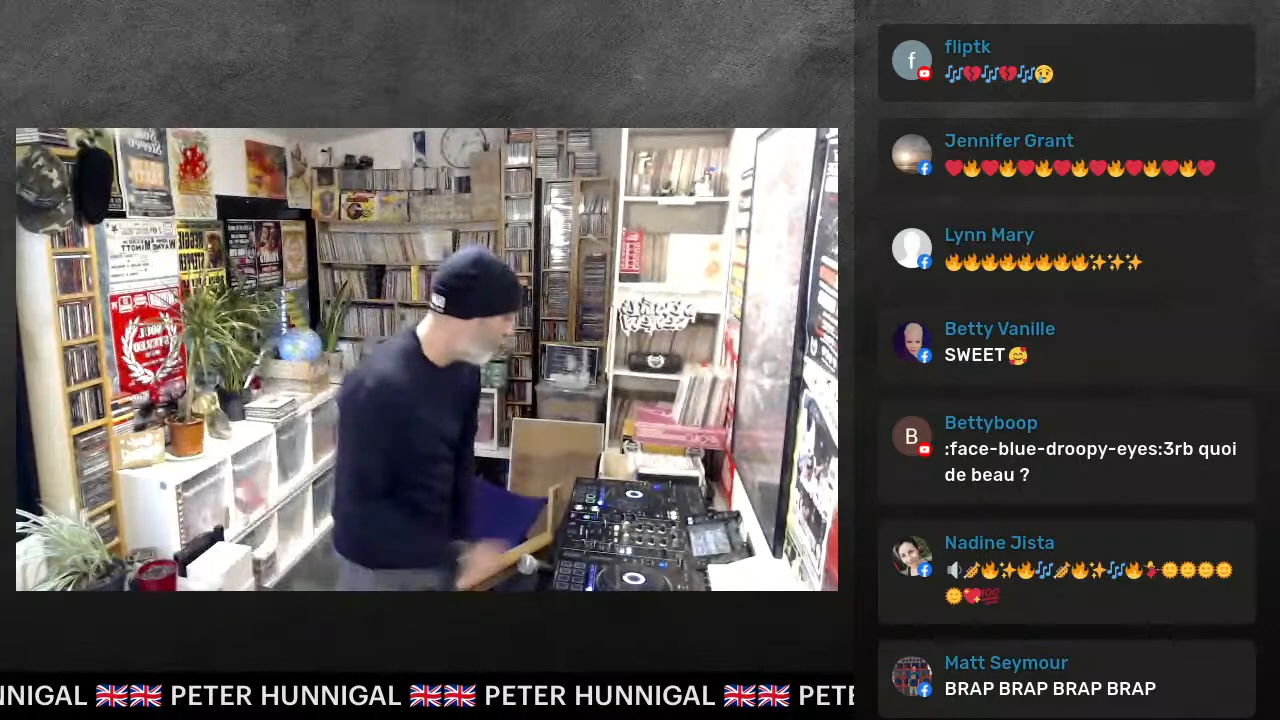 fliptk
🎶💔🎶💔🎶😢
Jennifer Grant
❤️🔥❤️🔥❤️🔥❤️🔥❤️🔥❤️🔥❤️🔥❤️
Lynn Mary
🔥🔥🔥🔥🔥🔥🔥🔥✨✨✨
Betty Vanille
SWEET 🥰
B
Bettyboop
:face-blue-droopy-eyes:3rb quoi
de beau ?
Nadine Jista
Matt Seymour
BRAP BRAP BRAP BRAP
NNIGAL 🇬🇧🇬🇧 PETER HUNNIGAL 🇬🇧🇬🇧 PETER HUNNIGAL 🇬🇧🇬🇧 PETE